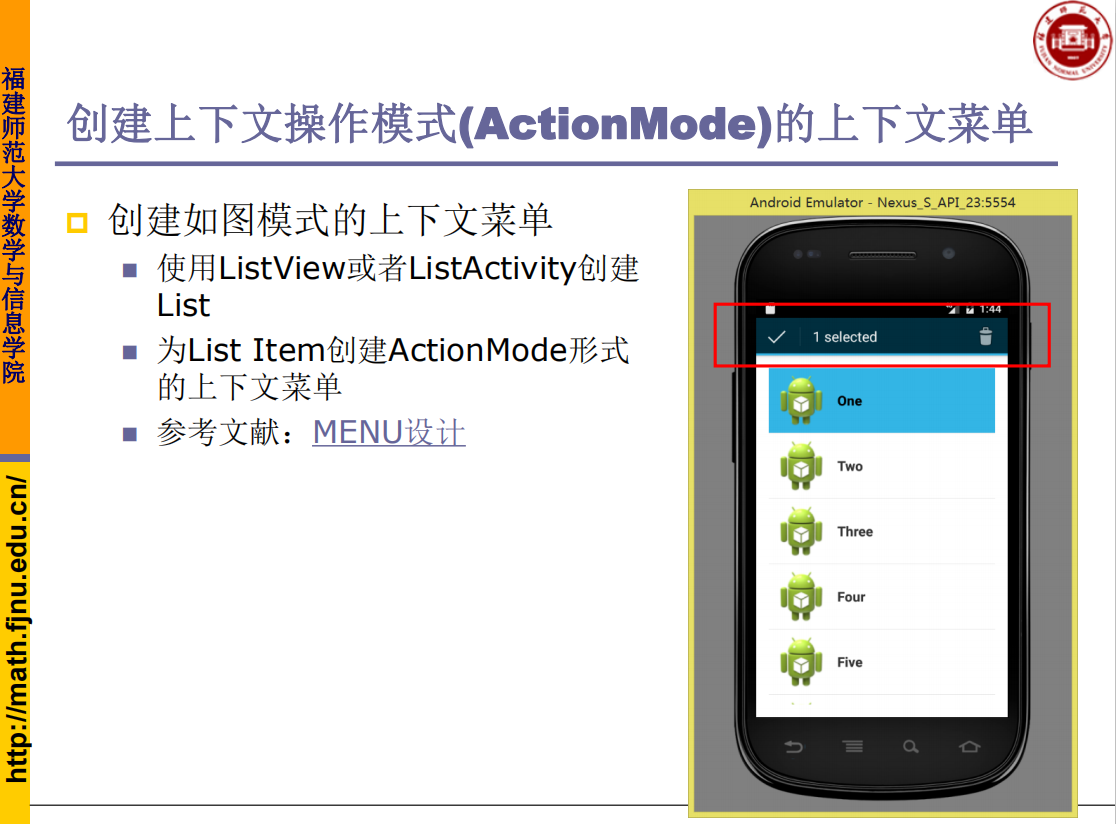 福建师范大学数学与信息学院
http://math.fjnu.edu.cn/
创建上下文操作模式(ActionMode)的上下文菜单
创建如图模式的上下文菜单
使用ListView或者ListActivity创建
List
为List Item创建ActionMode形式
的上下文菜单
参考文献：MENU设计
Android Emulator - Nexus_S_API_23:5554
1:44
1 selected
One
Two
Three
Four
Five